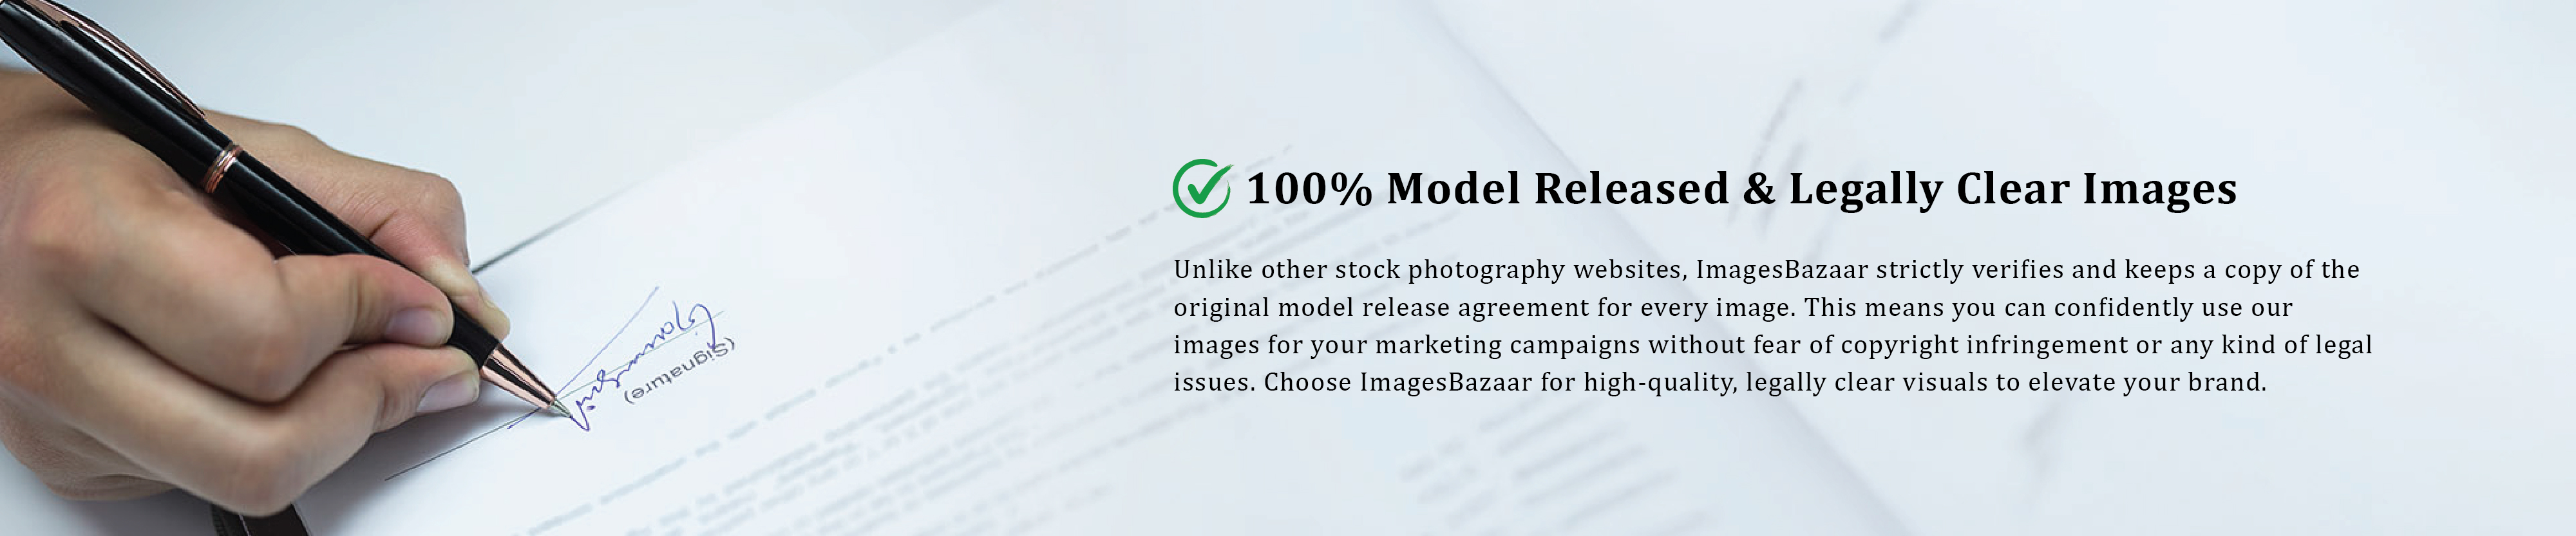 100% Model Released & Legally Clear Images
Unlike other stock photography websites, ImagesBazaar strictly verifies and keeps a copy of the
original model release agreement for every image. This means you can confidently use our
images for your marketing campaigns without fear of copyright infringement or any kind of legal
issues. Choose ImagesBazaar for high-quality, legally clear visuals to elevate your brand.
(Signature)